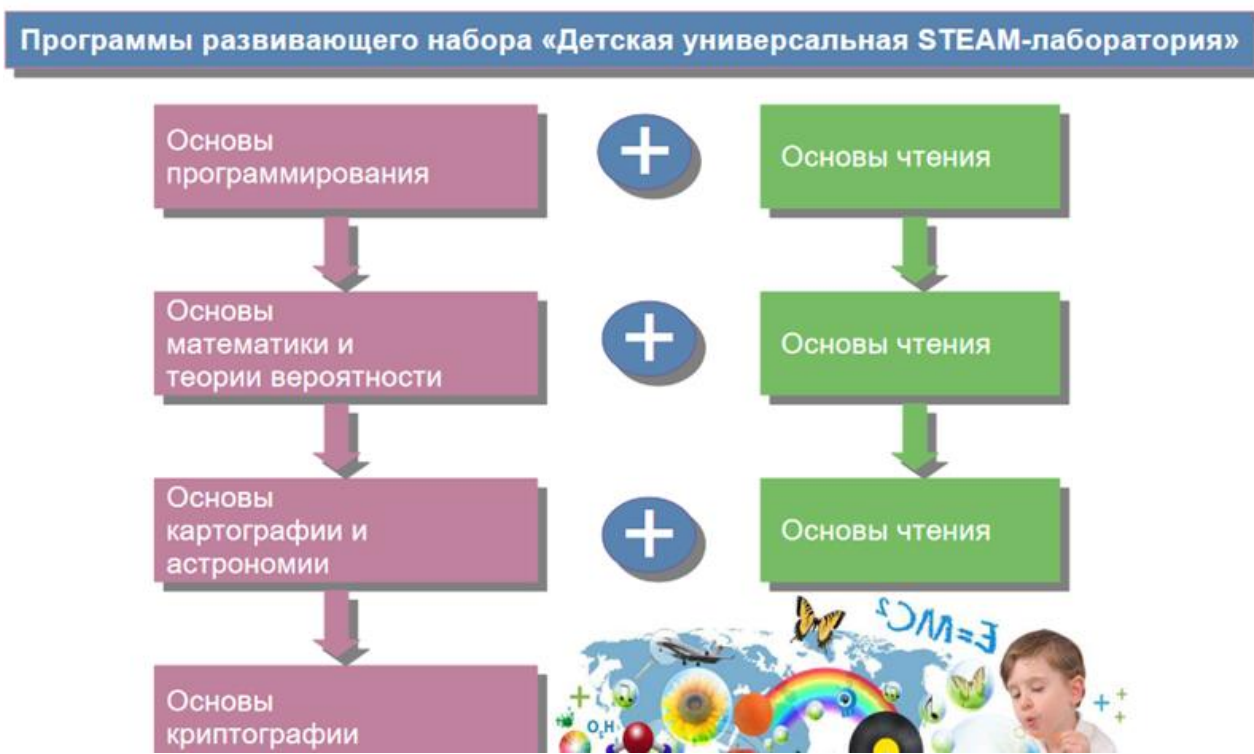 Программы развивающего набора «Детская универсальная STEAM-лаборатория»
Основы
программирования
+
Основы чтения
Основы
математики и
теории вероятности
+
Основы чтения
Основы
картографии и
астрономии
+
Основы чтения
E=MC²
Основы
криптографии
O₂H